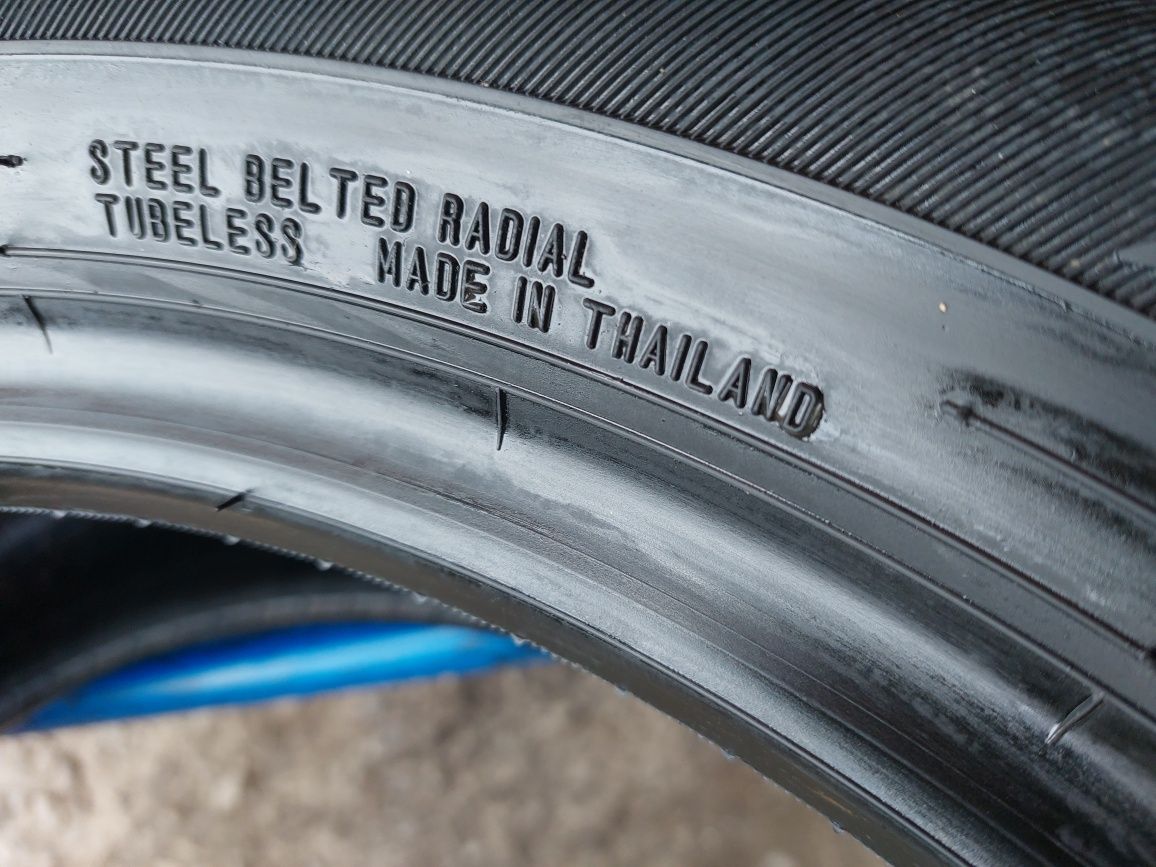 STEEL BELTED RADIAL
TUBELESS MADE IN THAILAND